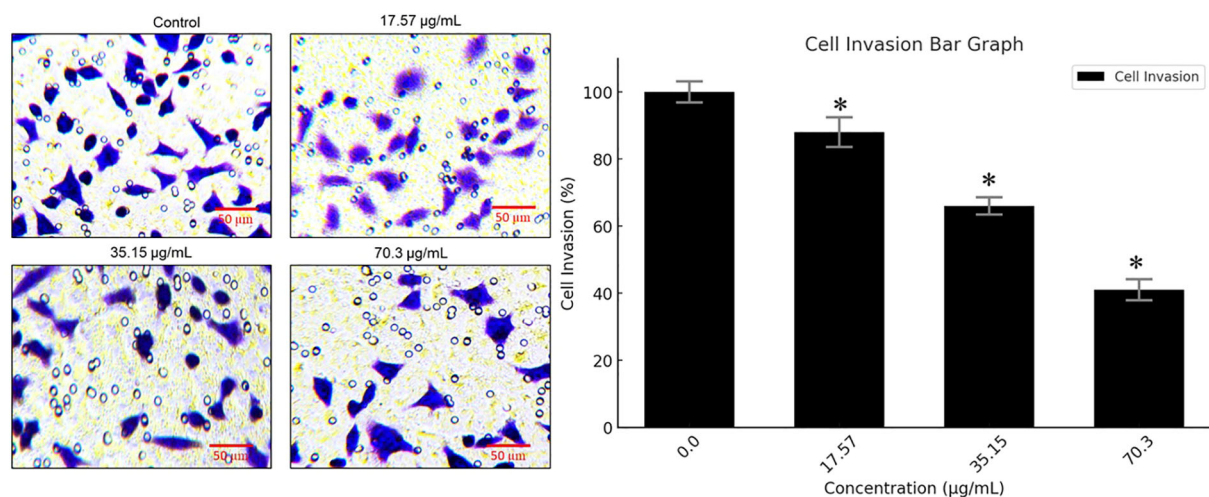 Control
17.57 µg/mL
50 µm
50 µm
35.15 µg/mL
70.3 µg/mL
50 µm
50 µm
Cell Invasion Bar Graph
Cell Invasion
Cell Invasion (%)
100
80
60
40
20
0
*
*
*
0.0
17.57
35.15
70.3
Concentration (µg/mL)